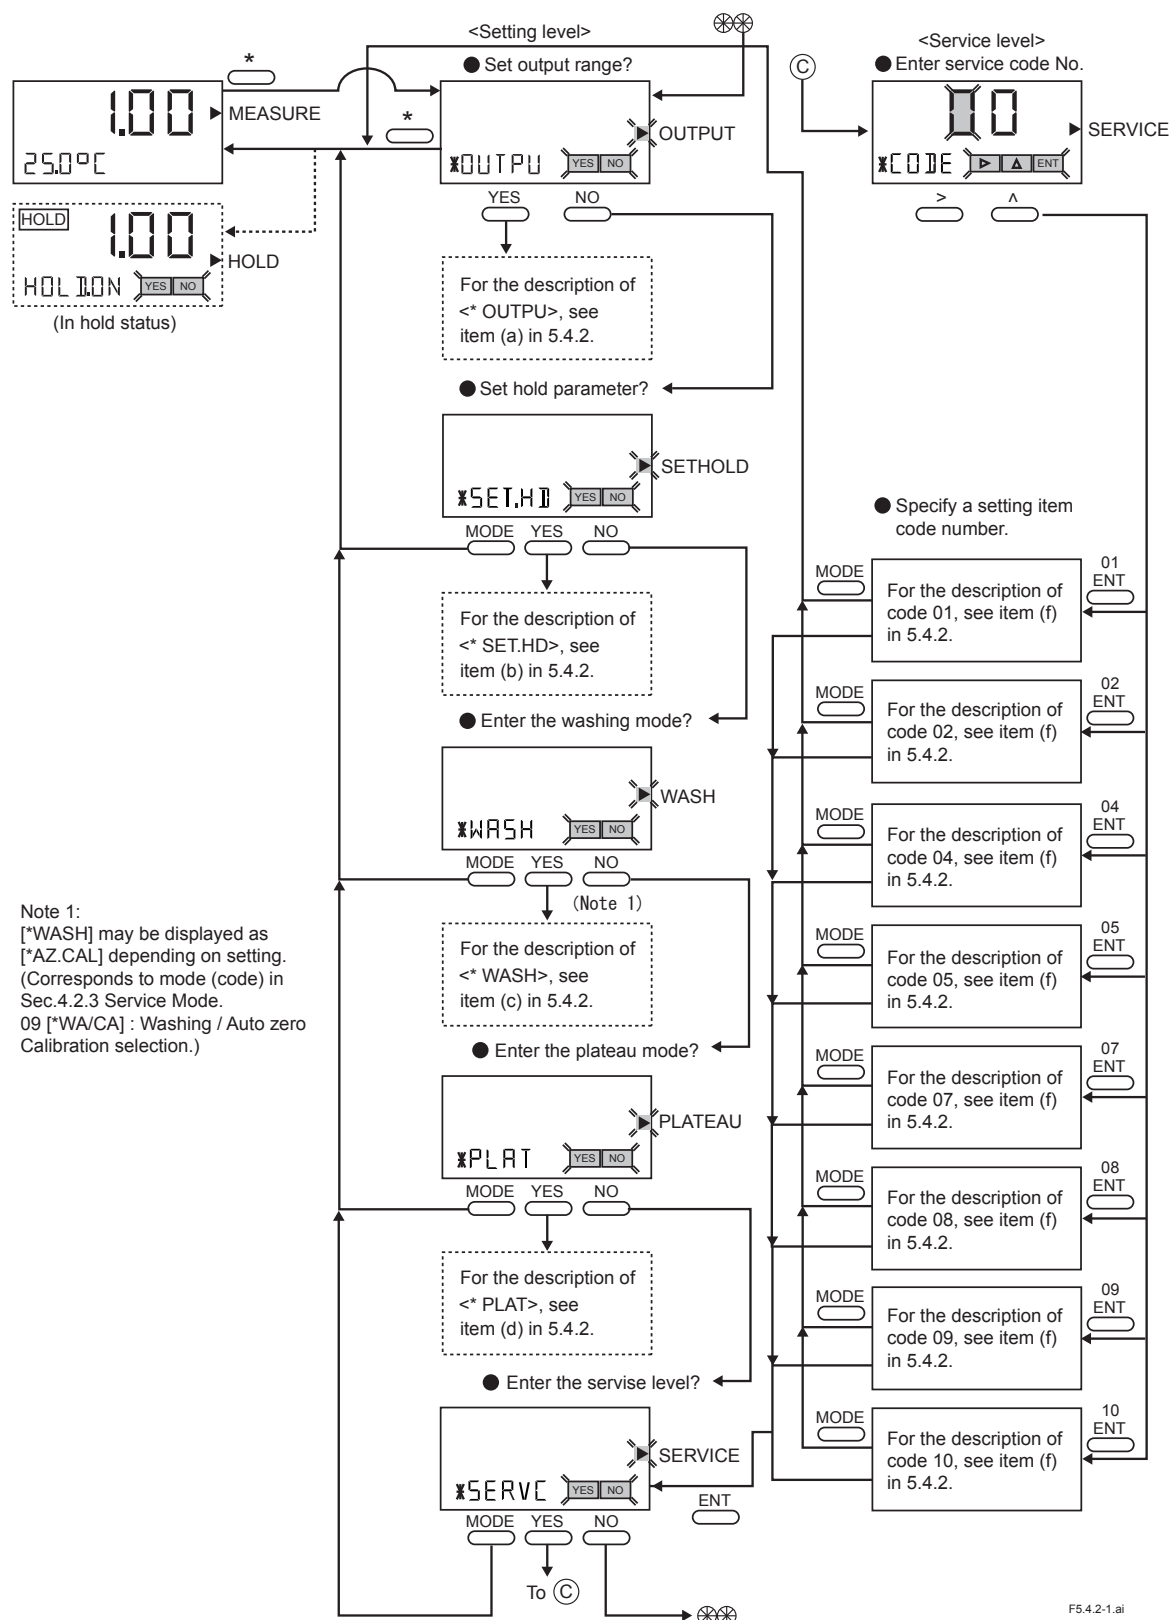 <Setting level>
● Set output range?
*
1.00
MEASURE
25.0°C
*
OUTPUT
*OUTPU YES NO
YES NO
HOLD
1.00
HOLD
HOLD.ON YES NO
(In hold status)
For the description of
<* OUTPU>, see
item (a) in 5.4.2.
● Set hold parameter?
SETHOLD
*SET.HD YES NO
MODE YES NO
For the description of
<* SET.HD>, see
item (b) in 5.4.2.
● Enter the washing mode?
WASH
*WASH YES NO
MODE YES NO
(Note 1)
For the description of
<* WASH>, see
item (c) in 5.4.2.
Note 1:
[*WASH] may be displayed as
[*AZ.CAL] depending on setting.
(Corresponds to mode (code) in
Sec.4.2.3 Service Mode.
09 [*WA/CA] : Washing / Auto zero
Calibration selection.)
● Enter the plateau mode?
PLATEAU
*PLAT YES NO
MODE YES NO
For the description of
<* PLAT>, see
item (d) in 5.4.2.
● Enter the servise level?
SERVICE
*SERVC YES NO
ENT
MODE YES NO
To Ⓒ
<Service level>
● Enter service code No.
Ⓒ
00
SERVICE
*CODE ENT
> ^
● Specify a setting item
code number.
MODE
01
ENT
For the description of
code 01, see item (f)
in 5.4.2.
MODE
02
ENT
For the description of
code 02, see item (f)
in 5.4.2.
MODE
04
ENT
For the description of
code 04, see item (f)
in 5.4.2.
MODE
05
ENT
For the description of
code 05, see item (f)
in 5.4.2.
MODE
07
ENT
For the description of
code 07, see item (f)
in 5.4.2.
MODE
08
ENT
For the description of
code 08, see item (f)
in 5.4.2.
MODE
09
ENT
For the description of
code 09, see item (f)
in 5.4.2.
MODE
10
ENT
For the description of
code 10, see item (f)
in 5.4.2.
F5.4.2-1.ai